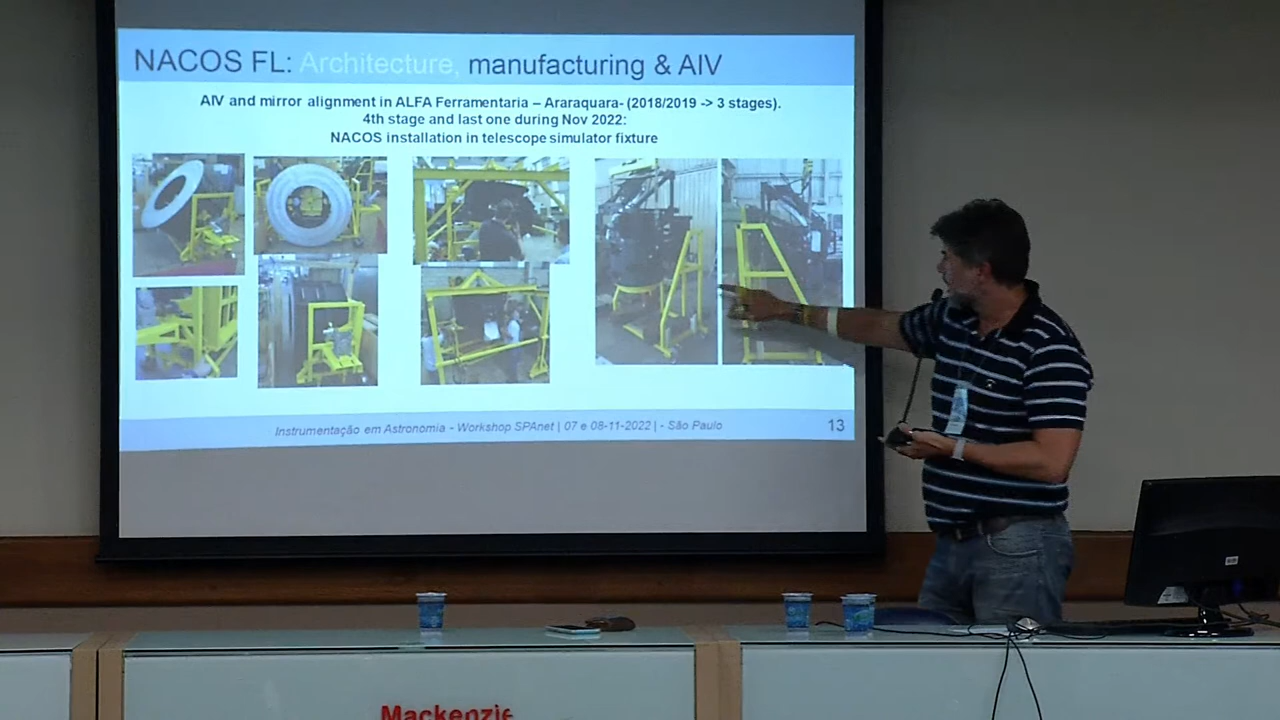 NACOS FL: Architecture, manufacturing & AIV
AIV and mirror alignment in ALFA Ferramentaria – Araraquara- (2018/2019 -> 3 stages).
4th stage and last one during Nov 2022:
NACOS installation in telescope simulator fixture
Instrumentação em Astronomia - Workshop SPAnet | 07 e 08-11-2022 | - São Paulo
13
Mackenzie